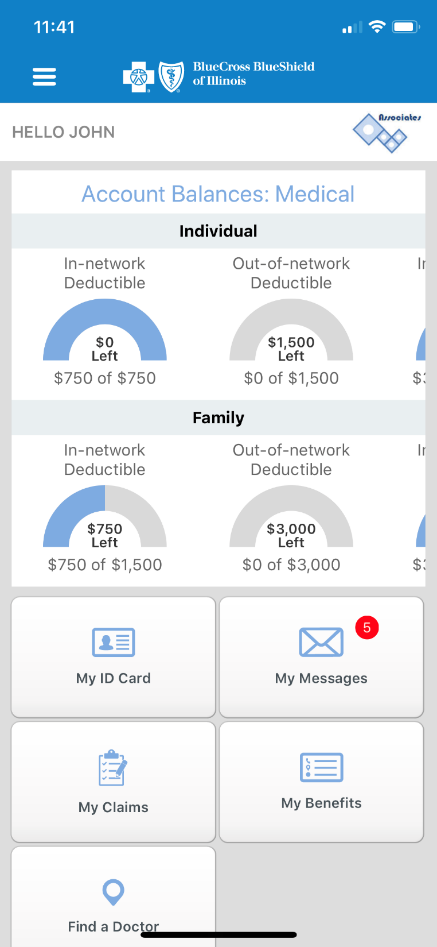 11:41
BlueCross BlueShield
of Illinois
HELLO JOHN
Associates
Account Balances: Medical
Individual
In-network
Deductible
$0
Left
$750 of $750
Out-of-network
Deductible
$1,500
Left
$0 of $1,500
Family
In-network
Deductible
$750
Left
$750 of $1,500
Out-of-network
Deductible
$3,000
Left
$0 of $3,000
My ID Card
5
My Messages
My Claims
My Benefits
Find a Doctor